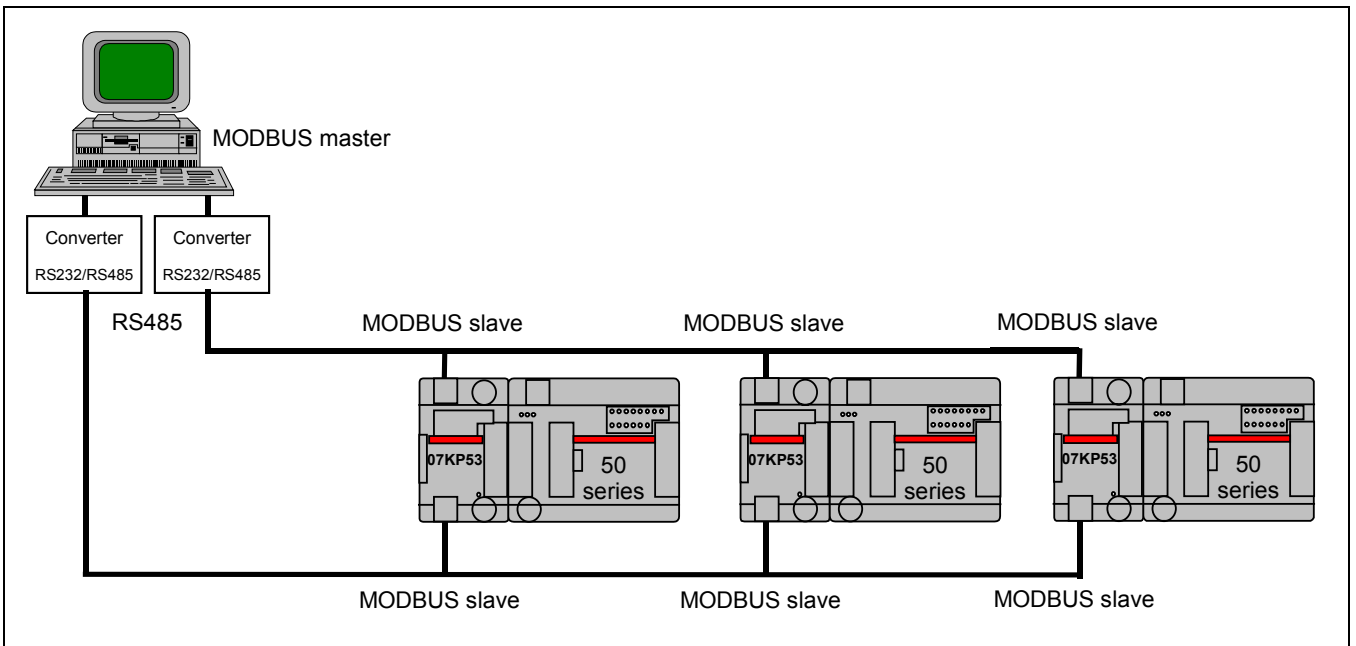 MODBUS master
Converter
RS232/RS485
Converter
RS232/RS485
RS485
MODBUS slave
MODBUS slave
MODBUS slave
07KP53
50
series
07KP53
50
series
07KP53
50
series
MODBUS slave
MODBUS slave
MODBUS slave